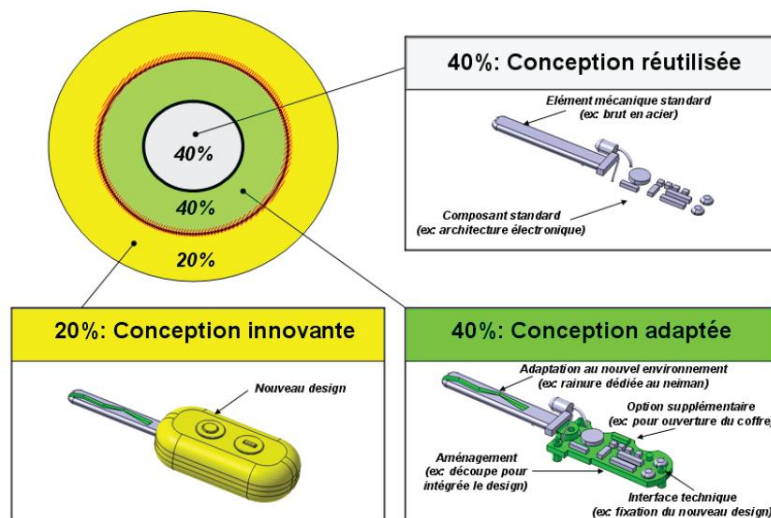 40%
40%
20%
40%: Conception réutilisée
Elément mécanique standard
(ex: brut en acier)
Composant standard
(ex: architecture électronique)
20%: Conception innovante
Nouveau design
40%: Conception adaptée
Adaptation au nouvel environnement
(ex: rainure dédiée au neiman)
Option supplémentaire
(ex: pour ouverture du coffre)
Aménagement
(ex: découpe pour
intégrée le design)
Interface technique
(ex: fixation du nouveau design)